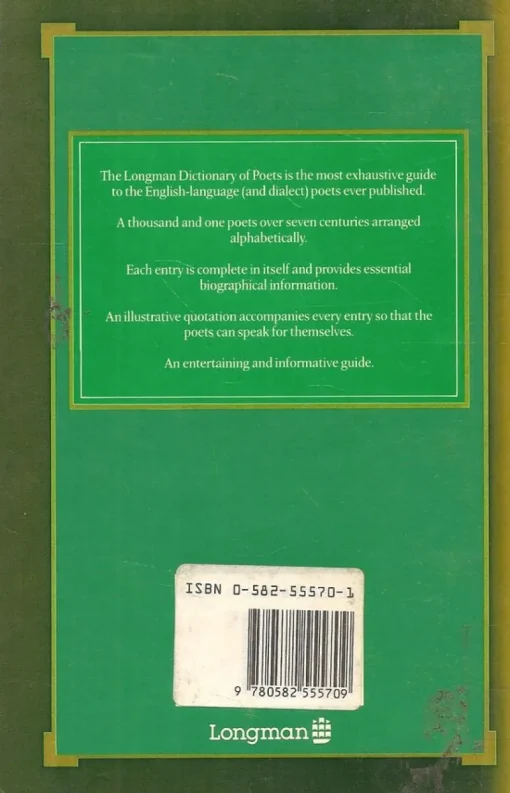 The Longman Dictionary of Poets is the most exhaustive guide
to the English-language (and dialect) poets ever published.
A thousand and one poets over seven centuries arranged
alphabetically.
Each entry is complete in itself and provides essential
biographical information.
An illustrative quotation accompanies every entry so that the
poets can speak for themselves.
An entertaining and informative guide.
ISBN 0-582-55570-1
9 780582 555709
Longman